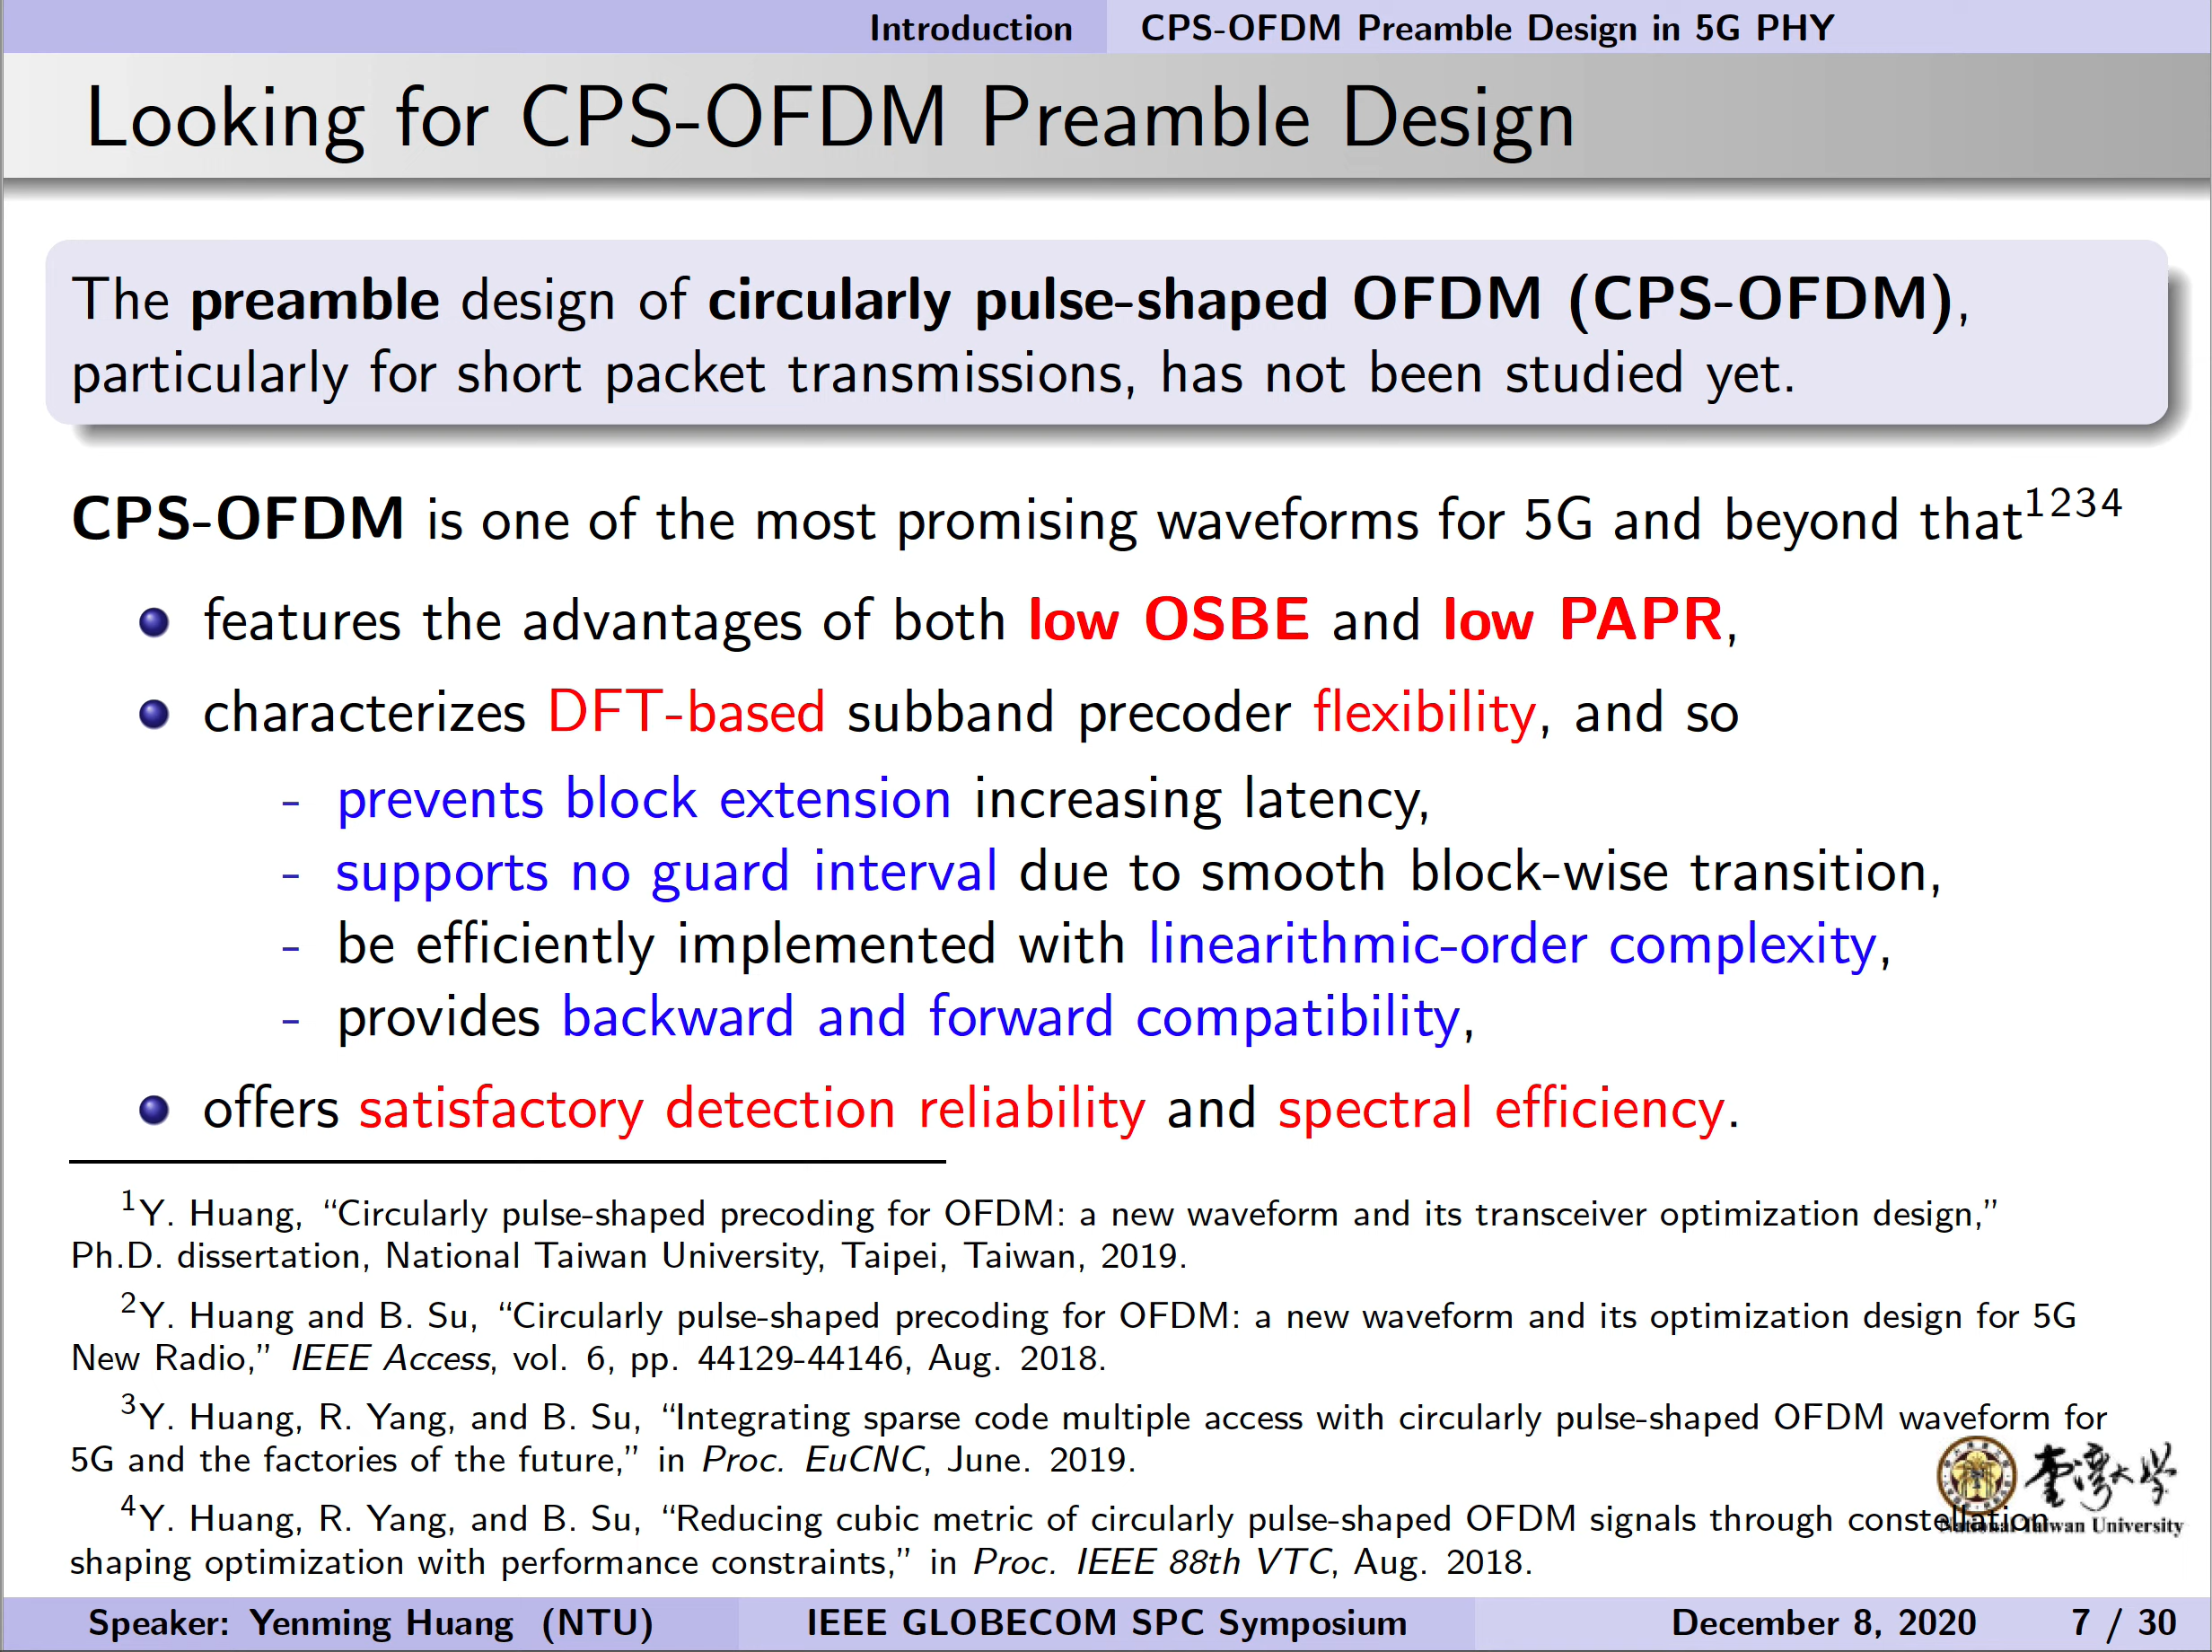 Introduction CPS-OFDM Preamble Design in 5G PHY
Looking for CPS-OFDM Preamble Design
The preamble design of circularly pulse-shaped OFDM (CPS-OFDM),
particularly for short packet transmissions, has not been studied yet.
CPS-OFDM is one of the most promising waveforms for 5G and beyond that1234
features the advantages of both low OSBE and low PAPR,
characterizes DFT-based subband precoder flexibility, and so
- prevents block extension increasing latency,
- supports no guard interval due to smooth block-wise transition,
- be efficiently implemented with linearithmic-order complexity,
- provides backward and forward compatibility,
offers satisfactory detection reliability and spectral efficiency.
1Y. Huang, “Circularly pulse-shaped precoding for OFDM: a new waveform and its transceiver optimization design,”
Ph.D. dissertation, National Taiwan University, Taipei, Taiwan, 2019.
2Y. Huang and B. Su, “Circularly pulse-shaped precoding for OFDM: a new waveform and its optimization design for 5G
New Radio,” IEEE Access, vol. 6, pp. 44129-44146, Aug. 2018.
3Y. Huang, R. Yang, and B. Su, “Integrating sparse code multiple access with circularly pulse-shaped OFDM waveform for
5G and the factories of the future,” in Proc. EuCNC, June. 2019.
4Y. Huang, R. Yang, and B. Su, “Reducing cubic metric of circularly pulse-shaped OFDM signals through constellation
shaping optimization with performance constraints,” in Proc. IEEE 88th VTC, Aug. 2018.
臺灣大學
National Taiwan University
Speaker: Yenming Huang (NTU) IEEE GLOBECOM SPC Symposium December 8, 2020 7 / 30